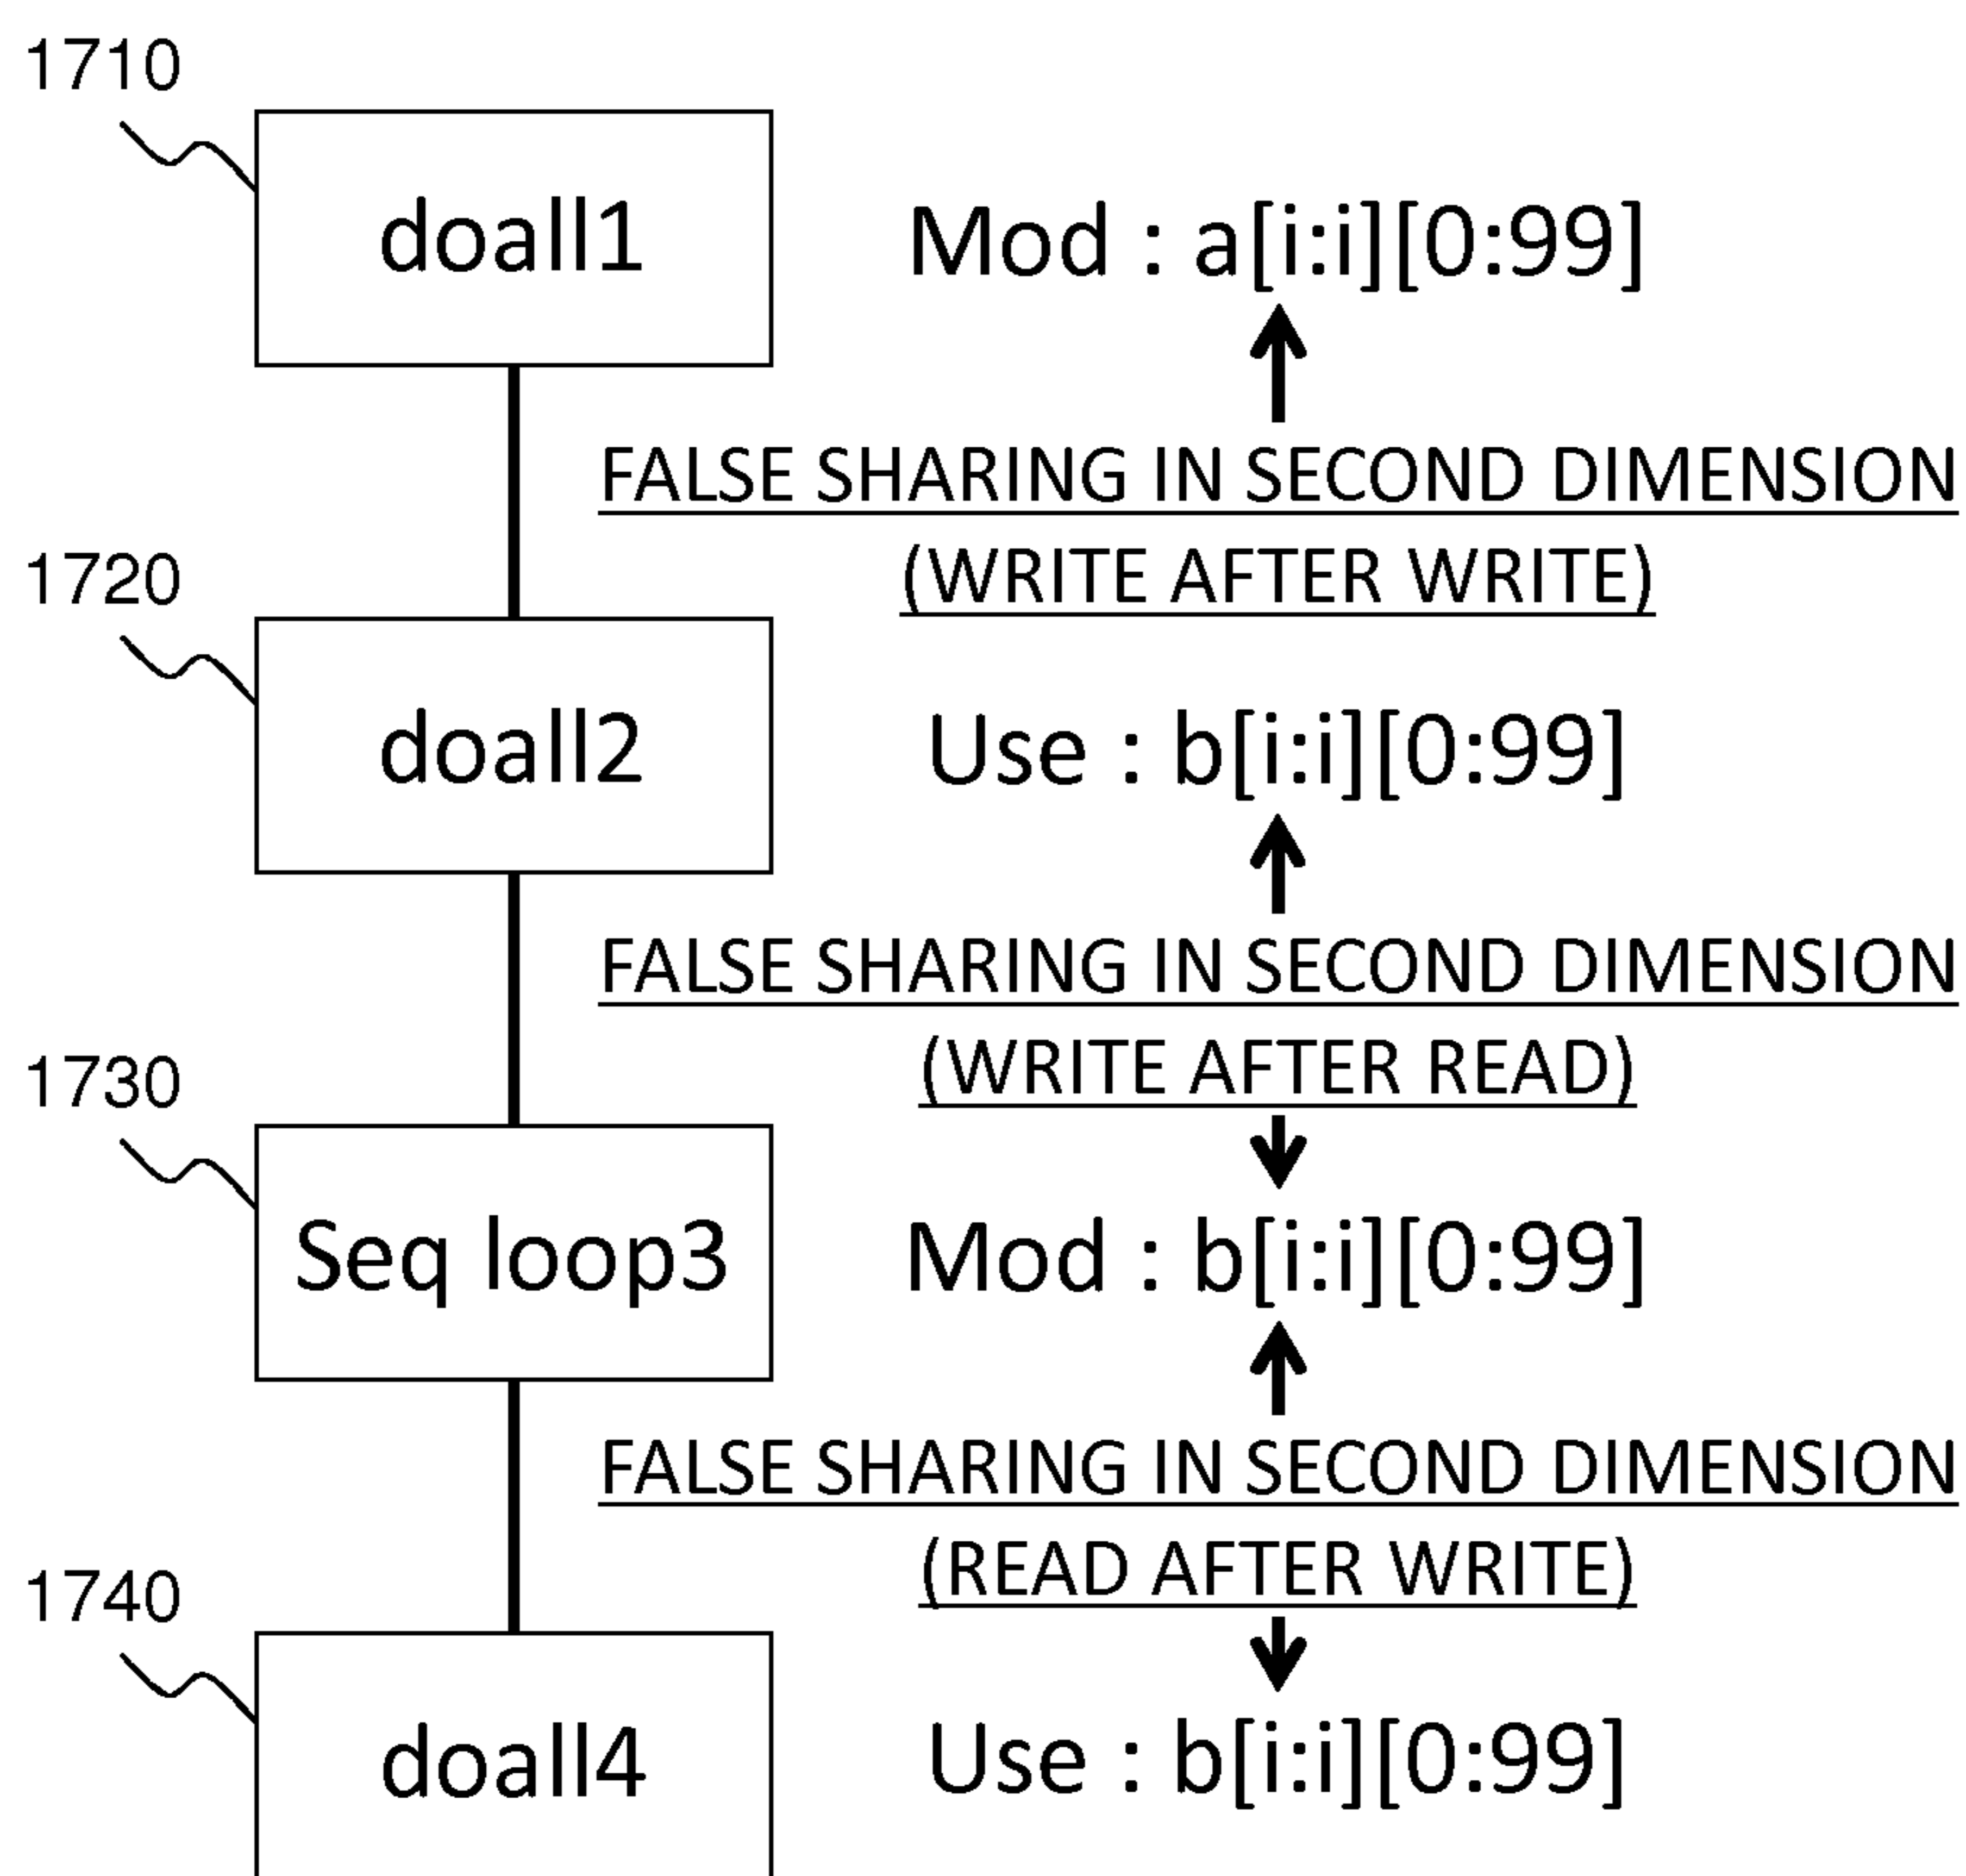 1710
doall1
Mod : a[i:i][0:99]
FALSE SHARING IN SECOND DIMENSION
(WRITE AFTER WRITE)
1720
doall2
Use : b[i:i][0:99]
FALSE SHARING IN SECOND DIMENSION
(WRITE AFTER READ)
1730
Seq loop3
Mod : b[i:i][0:99]
FALSE SHARING IN SECOND DIMENSION
(READ AFTER WRITE)
1740
doall4
Use : b[i:i][0:99]